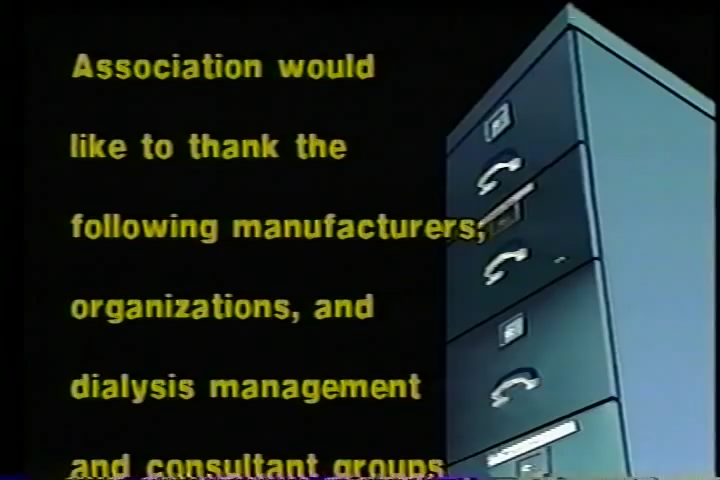 Association would
like to thank the
following manufacturers,
organizations, and
dialysis management
and consultant groups